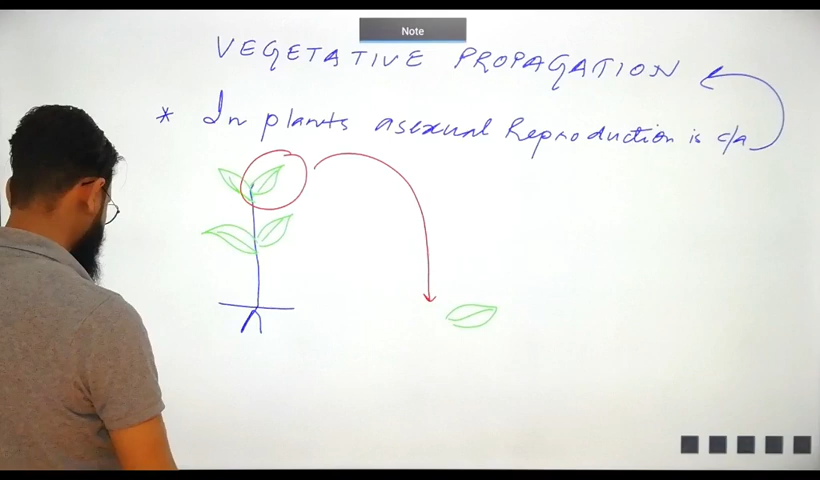 Note
VEGETATIVE PROPAGATION
* In plants asexual Reproduction is c/a